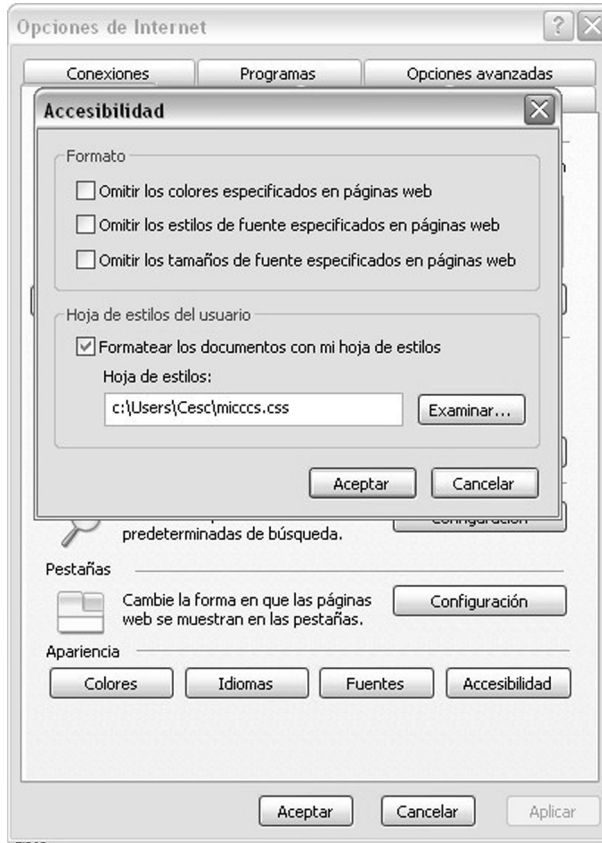 Opciones de Internet
Conexiones Programas Opciones avanzadas
Accesibilidad
Formato
Omitir los colores especificados en páginas web
Omitir los estilos de fuente especificados en páginas web
Omitir los tamaños de fuente especificados en páginas web
Hoja de estilos del usuario
Formatear los documentos con mi hoja de estilos
Hoja de estilos:
c:\Users\Cesc\micccs.css
Examinar...
Aceptar Cancelar
predeterminadas de búsqueda.
Configuración
Pestañas
Cambie la forma en que las páginas
web se muestran en las pestañas.
Configuración
Apariencia
Colores Idiomas Fuentes Accesibilidad
Aceptar Cancelar Aplicar